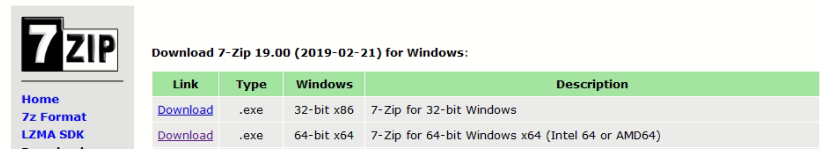 7ZIP
Download 7-Zip 19.00 (2019-02-21) for Windows:
Link Type Windows Description
Download .exe 32-bit x86 7-Zip for 32-bit Windows
Download .exe 64-bit x64 7-Zip for 64-bit Windows x64 (Intel 64 or AMD64)
Home
7z Format
LZMA SDK